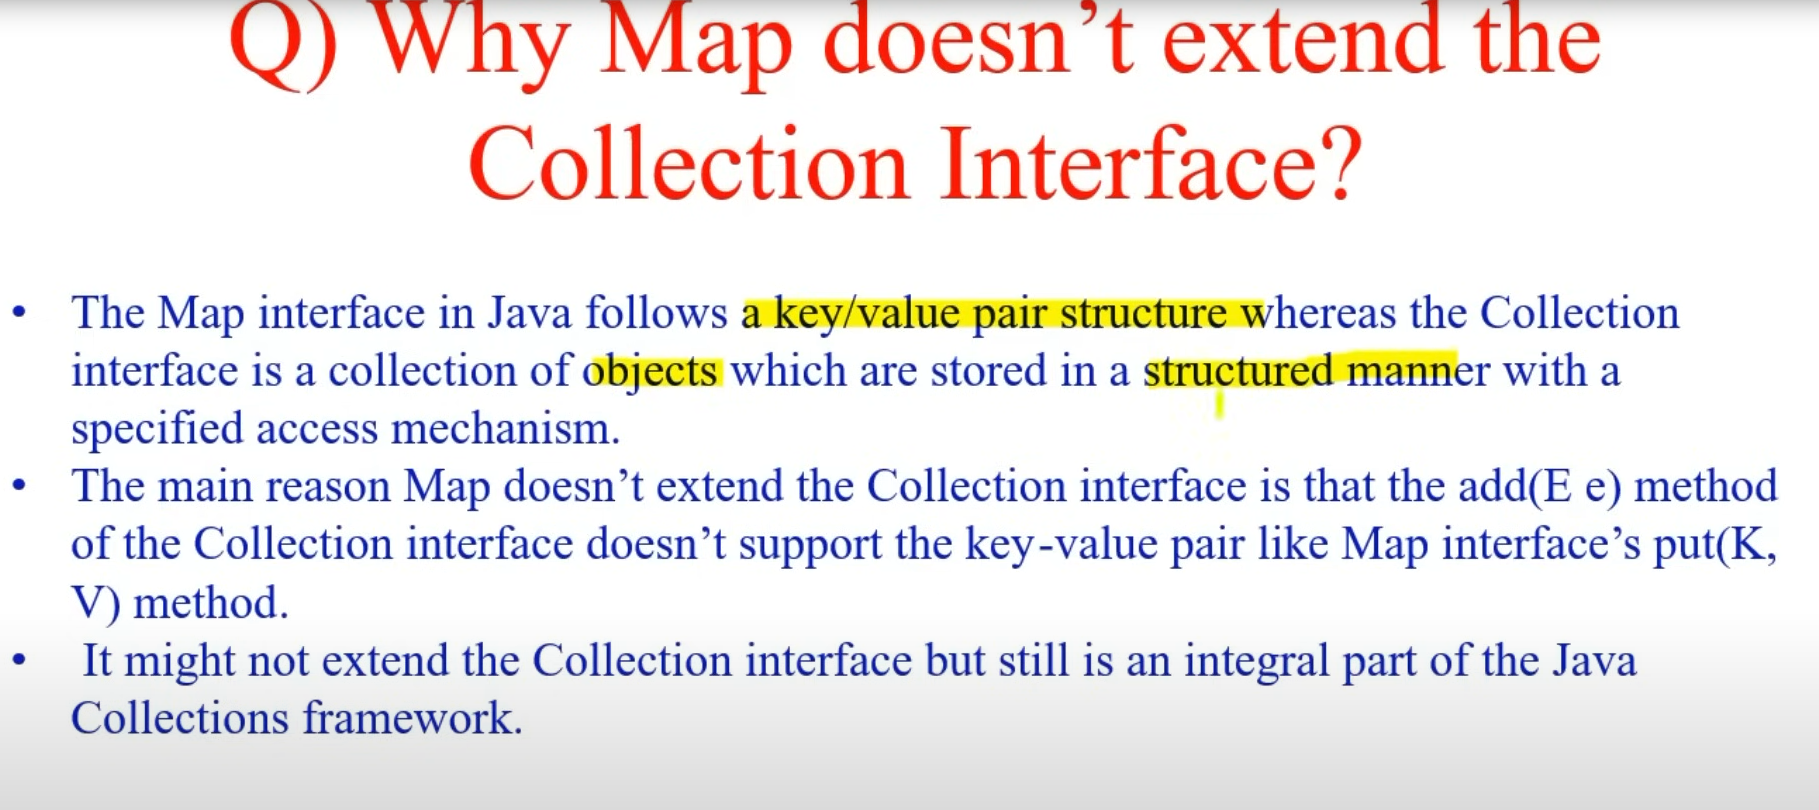 Q) Why Map doesn’t extend the
Collection Interface?
• The Map interface in Java follows a key/value pair structure whereas the Collection
interface is a collection of objects which are stored in a structured manner with a
specified access mechanism.
• The main reason Map doesn’t extend the Collection interface is that the add(E e) method
of the Collection interface doesn’t support the key-value pair like Map interface’s put(K,
V) method.
• It might not extend the Collection interface but still is an integral part of the Java
Collections framework.